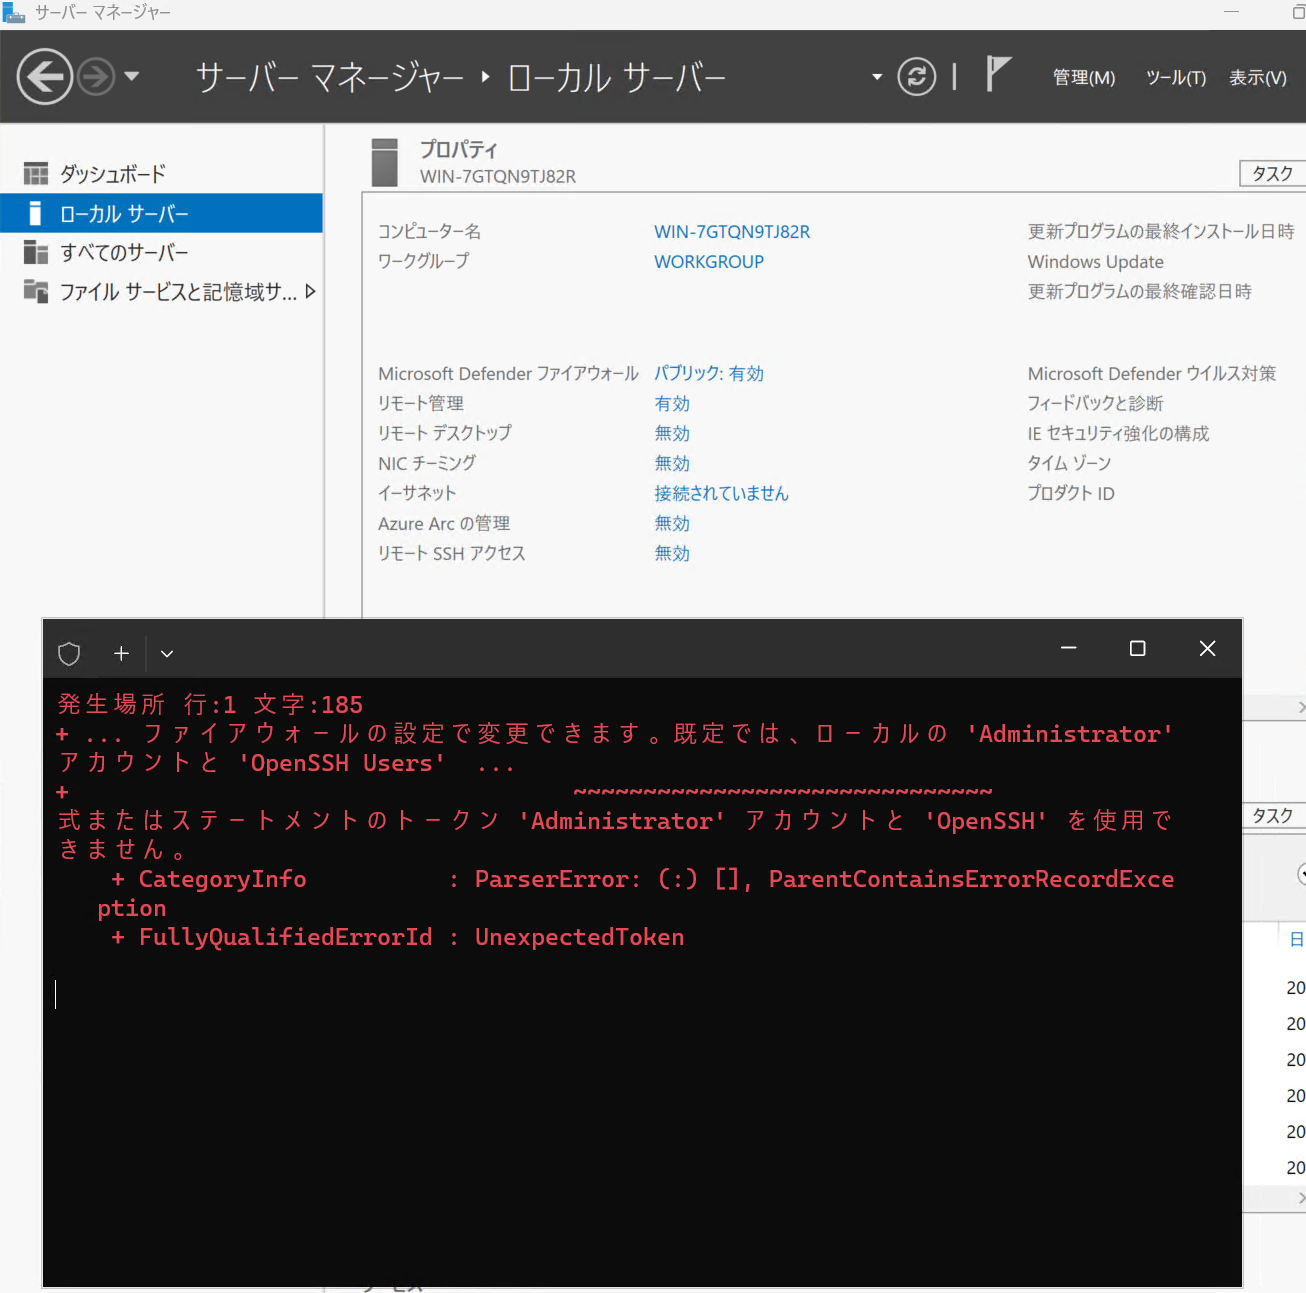 サーバー マネージャー
サーバー マネージャー ‣ ローカル サーバー
管理(M) ツール(T) 表示(V)
ダッシュボード
ローカル サーバー
すべてのサーバー
ファイル サービスと記憶域サ...
プロパティ
WIN-7GTQN9TJ82R
タスク
コンピューター名 WIN-7GTQN9TJ82R 更新プログラムの最終インストール日時
ワークグループ WORKGROUP Windows Update
更新プログラムの最終確認日時
Microsoft Defender ファイアウォール パブリック: 有効 Microsoft Defender ウイルス対策
リモート管理 有効 フィードバックと診断
リモート デスクトップ 無効 IE セキュリティ強化の構成
NIC チーミング 無効 タイム ゾーン
イーサネット 接続されていません プロダクト ID
Azure Arc の管理 無効
リモート SSH アクセス 無効
発生場所 行:1 文字:185
+ ... ファイアウォールの設定で変更できます。既定では、ローカルの 'Administrator'
アカウントと 'OpenSSH Users'  ...
+ ~~~~~~~~~~~~~~~~~~~~~~~~~~~~~~
式またはステートメントのトークン 'Administrator' アカウントと 'OpenSSH' を使用で
きません。
+ CategoryInfo : ParserError: (:) [], ParentContainsErrorRecordExce
ption
+ FullyQualifiedErrorId : UnexpectedToken
タスク
日
20
20
20
20
20
20